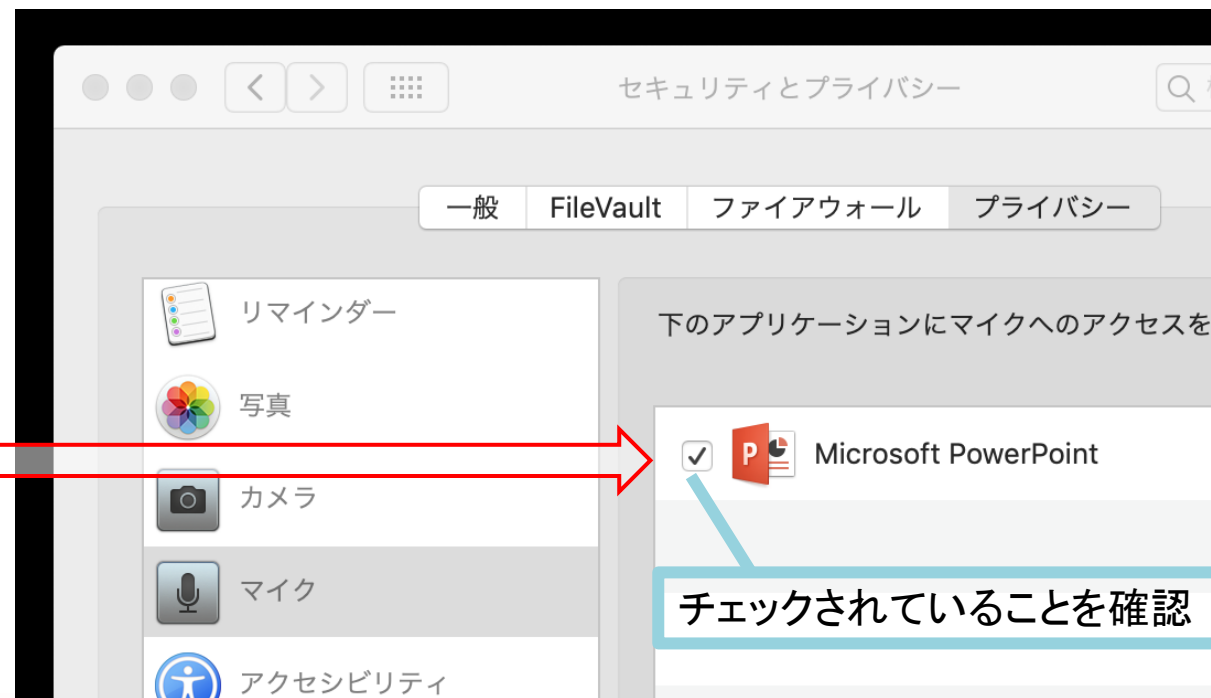 セキュリティとプライバシー
一般 FileVault ファイアウォール プライバシー
リマインダー
下のアプリケーションにマイクへのアクセスを
写真
Microsoft PowerPoint
カメラ
マイク
チェックされていることを確認
アクセシビリティ